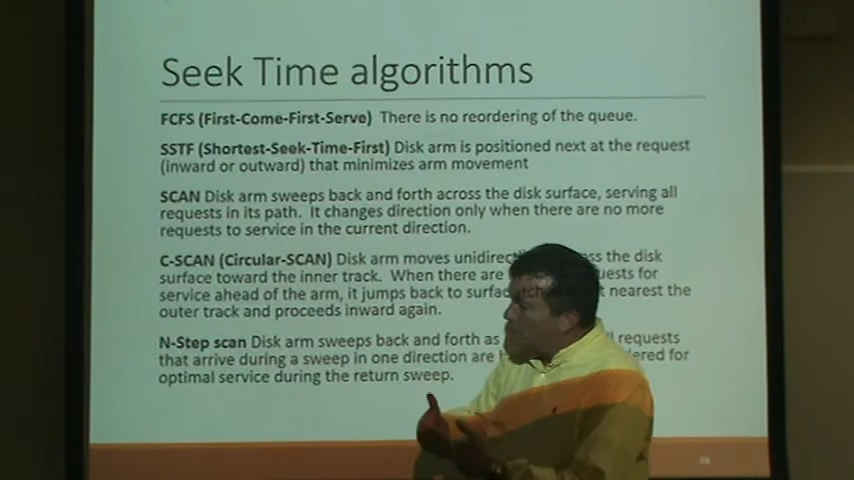 Seek Time algorithms
FCFS (First-Come-First-Serve) There is no reordering of the queue.
SSTF (Shortest-Seek-Time-First) Disk arm is positioned next at the request
(inward or outward) that minimizes arm movement
SCAN Disk arm sweeps back and forth across the disk surface, serving all
requests in its path. It changes direction only when there are no more
requests to service in the current direction.
C-SCAN (Circular-SCAN) Disk arm moves the disk
surface toward the inner track. When there are for
service ahead of the arm, it jumps back to nearest the
outer track and proceeds inward again.
N-Step scan Disk arm sweeps back and forth as requests
that arrive during a sweep in one direction are for
optimal service during the return sweep.